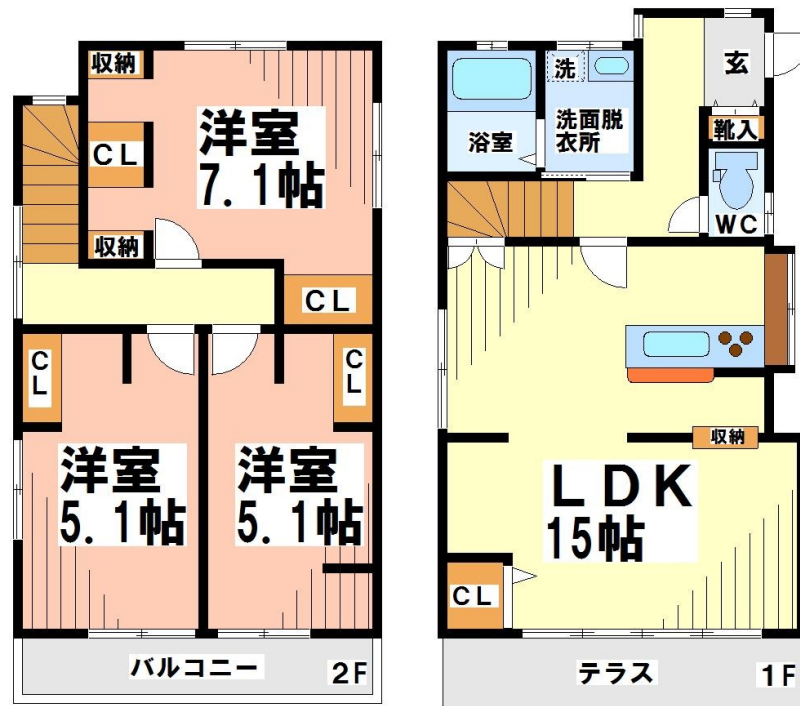 収納
CL
収納
洋室
7.1帖
CL
CL
CL
洋室
5.1帖
洋室
5.1帖
バルコニー
2F
洗
浴室
洗面脱
衣所
玄
靴入
WC
収納
LDK
15帖
CL
テラス
1F